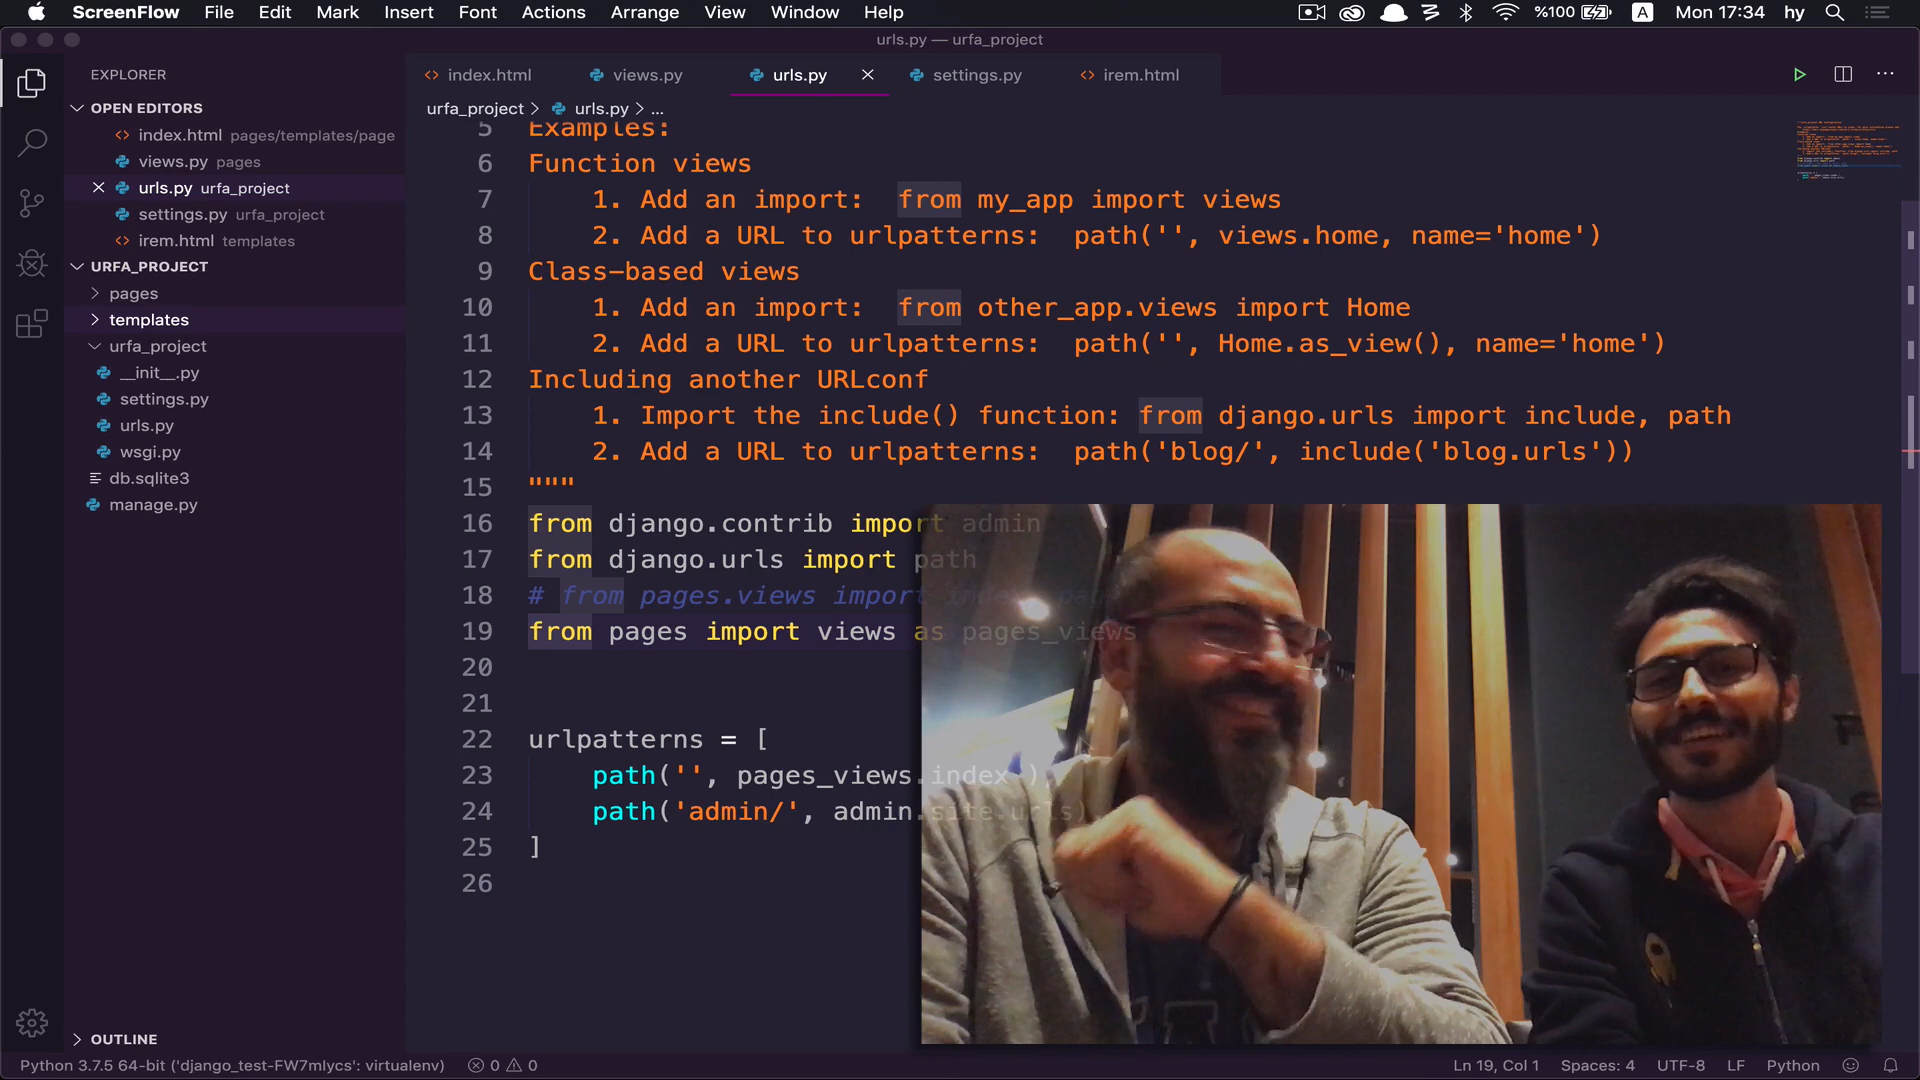 ScreenFlow File Edit Mark Insert Font Actions Arrange View Window Help %100 A Mon 17:34 hy
urls.py — urfa_project
EXPLORER
OPEN EDITORS
index.html pages/templates/page
views.py pages
urls.py urfa_project
settings.py urfa_project
irem.html templates
URFA_PROJECT
pages
templates
urfa_project
__init__.py
settings.py
urls.py
wsgi.py
db.sqlite3
manage.py
OUTLINE
index.html views.py urls.py settings.py irem.html
urfa_project > urls.py > ...
5 Examples:
6 Function views
7     1. Add an import:  from my_app import views
8     2. Add a URL to urlpatterns:  path('', views.home, name='home')
9 Class-based views
10     1. Add an import:  from other_app.views import Home
11     2. Add a URL to urlpatterns:  path('', Home.as_view(), name='home')
12 Including another URLconf
13     1. Import the include() function: from django.urls import include, path
14     2. Add a URL to urlpatterns:  path('blog/', include('blog.urls'))
15 """
16 from django.contrib import admin
17 from django.urls import path
18 # from pages.views import
19 from pages import views as pages_views
20
21
22 urlpatterns = [
23     path('', pages_views.index ),
24     path('admin/', admin.site.urls)
25 ]
26
Python 3.7.5 64-bit ('django_test-FW7mlycs': virtualenv) 0 0 Ln 19, Col 1 Spaces: 4 UTF-8 LF Python